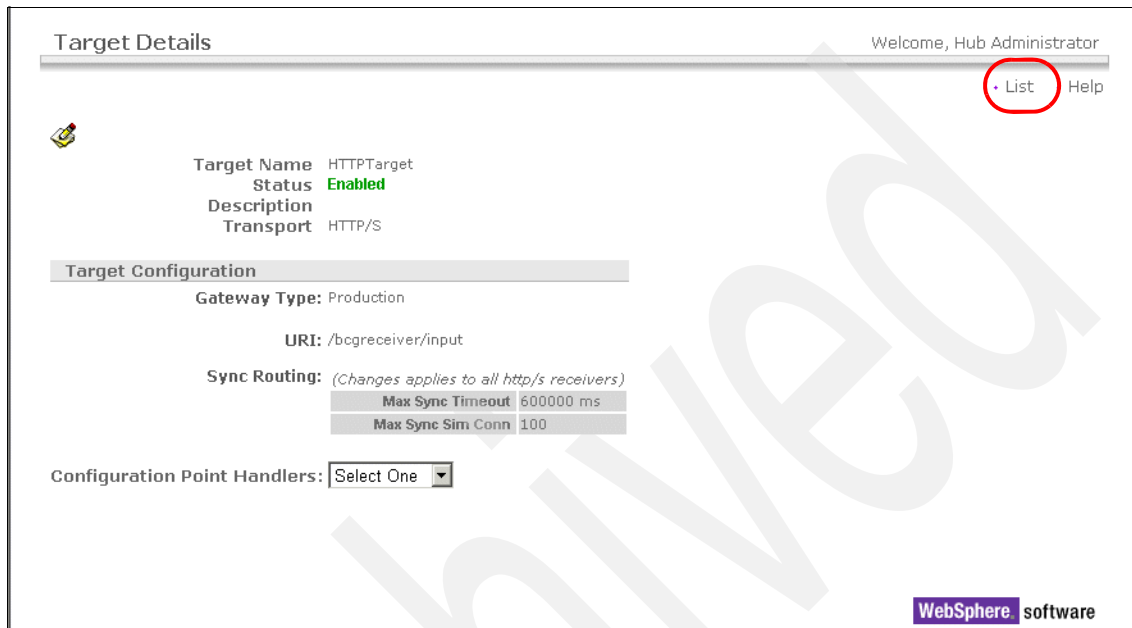 Target Details
Welcome, Hub Administrator
List Help
Target Name HTTPTarget
Status Enabled
Description
Transport HTTP/S
Target Configuration
Gateway Type: Production
URI: /bcgreceiver/input
Sync Routing: (Changes applies to all http/s receivers)
Max Sync Timeout 600000 ms
Max Sync Sim Conn 100
Configuration Point Handlers: Select One
WebSphere. software